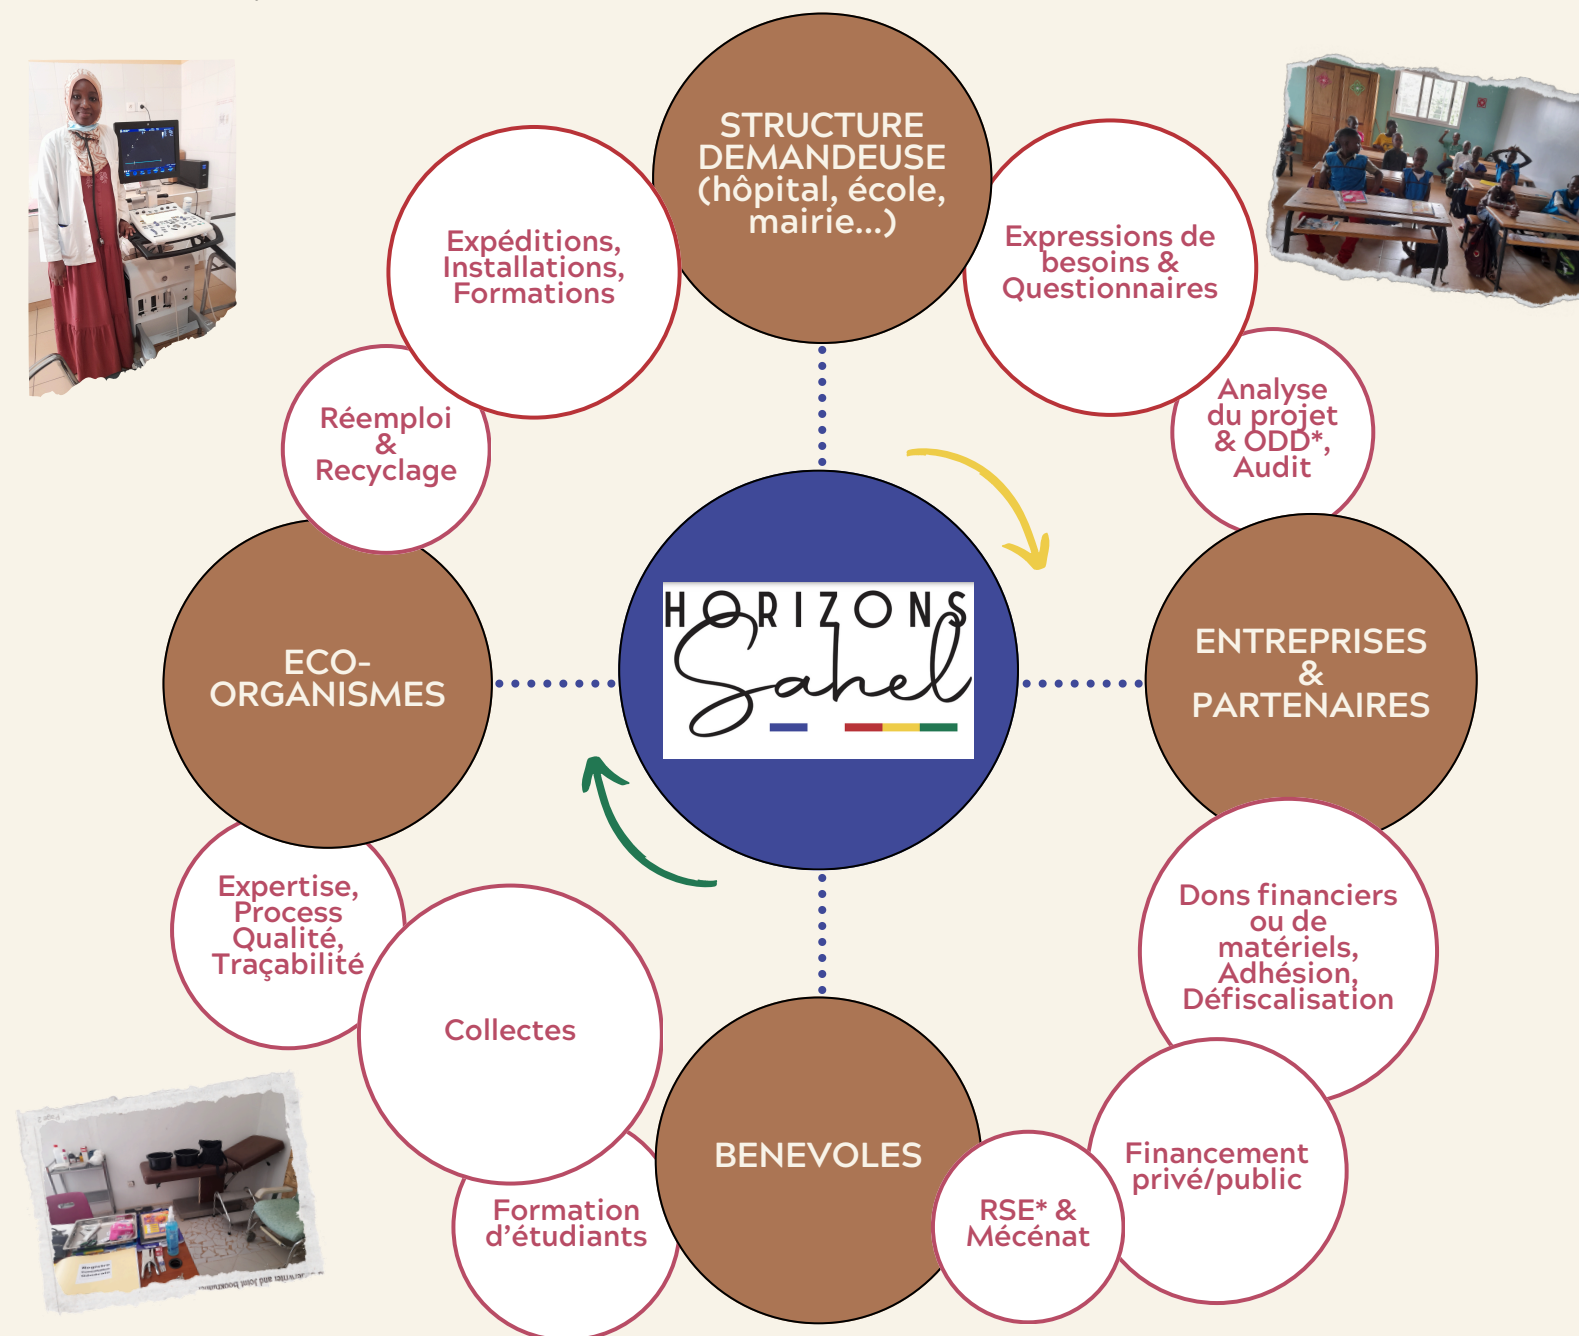 STRUCTURE
DEMANDEUSE
(hôpital, école,
mairie...)
Expéditions,
Installations,
Formations
Expressions de
besoins &
Questionnaires
Analyse
du projet
& ODD*,
Audit
Réemploi
&
Recyclage
HORIZONS
Sahel
ECO-
ORGANISMES
ENTREPRISES
&
PARTENAIRES
Expertise,
Process
Qualité,
Traçabilité
Dons financiers
ou de
matériels,
Adhésion,
Défiscalisation
Collectes
BENEVOLES
Financement
privé/public
RSE* &
Mécénat
Formation
d'étudiants